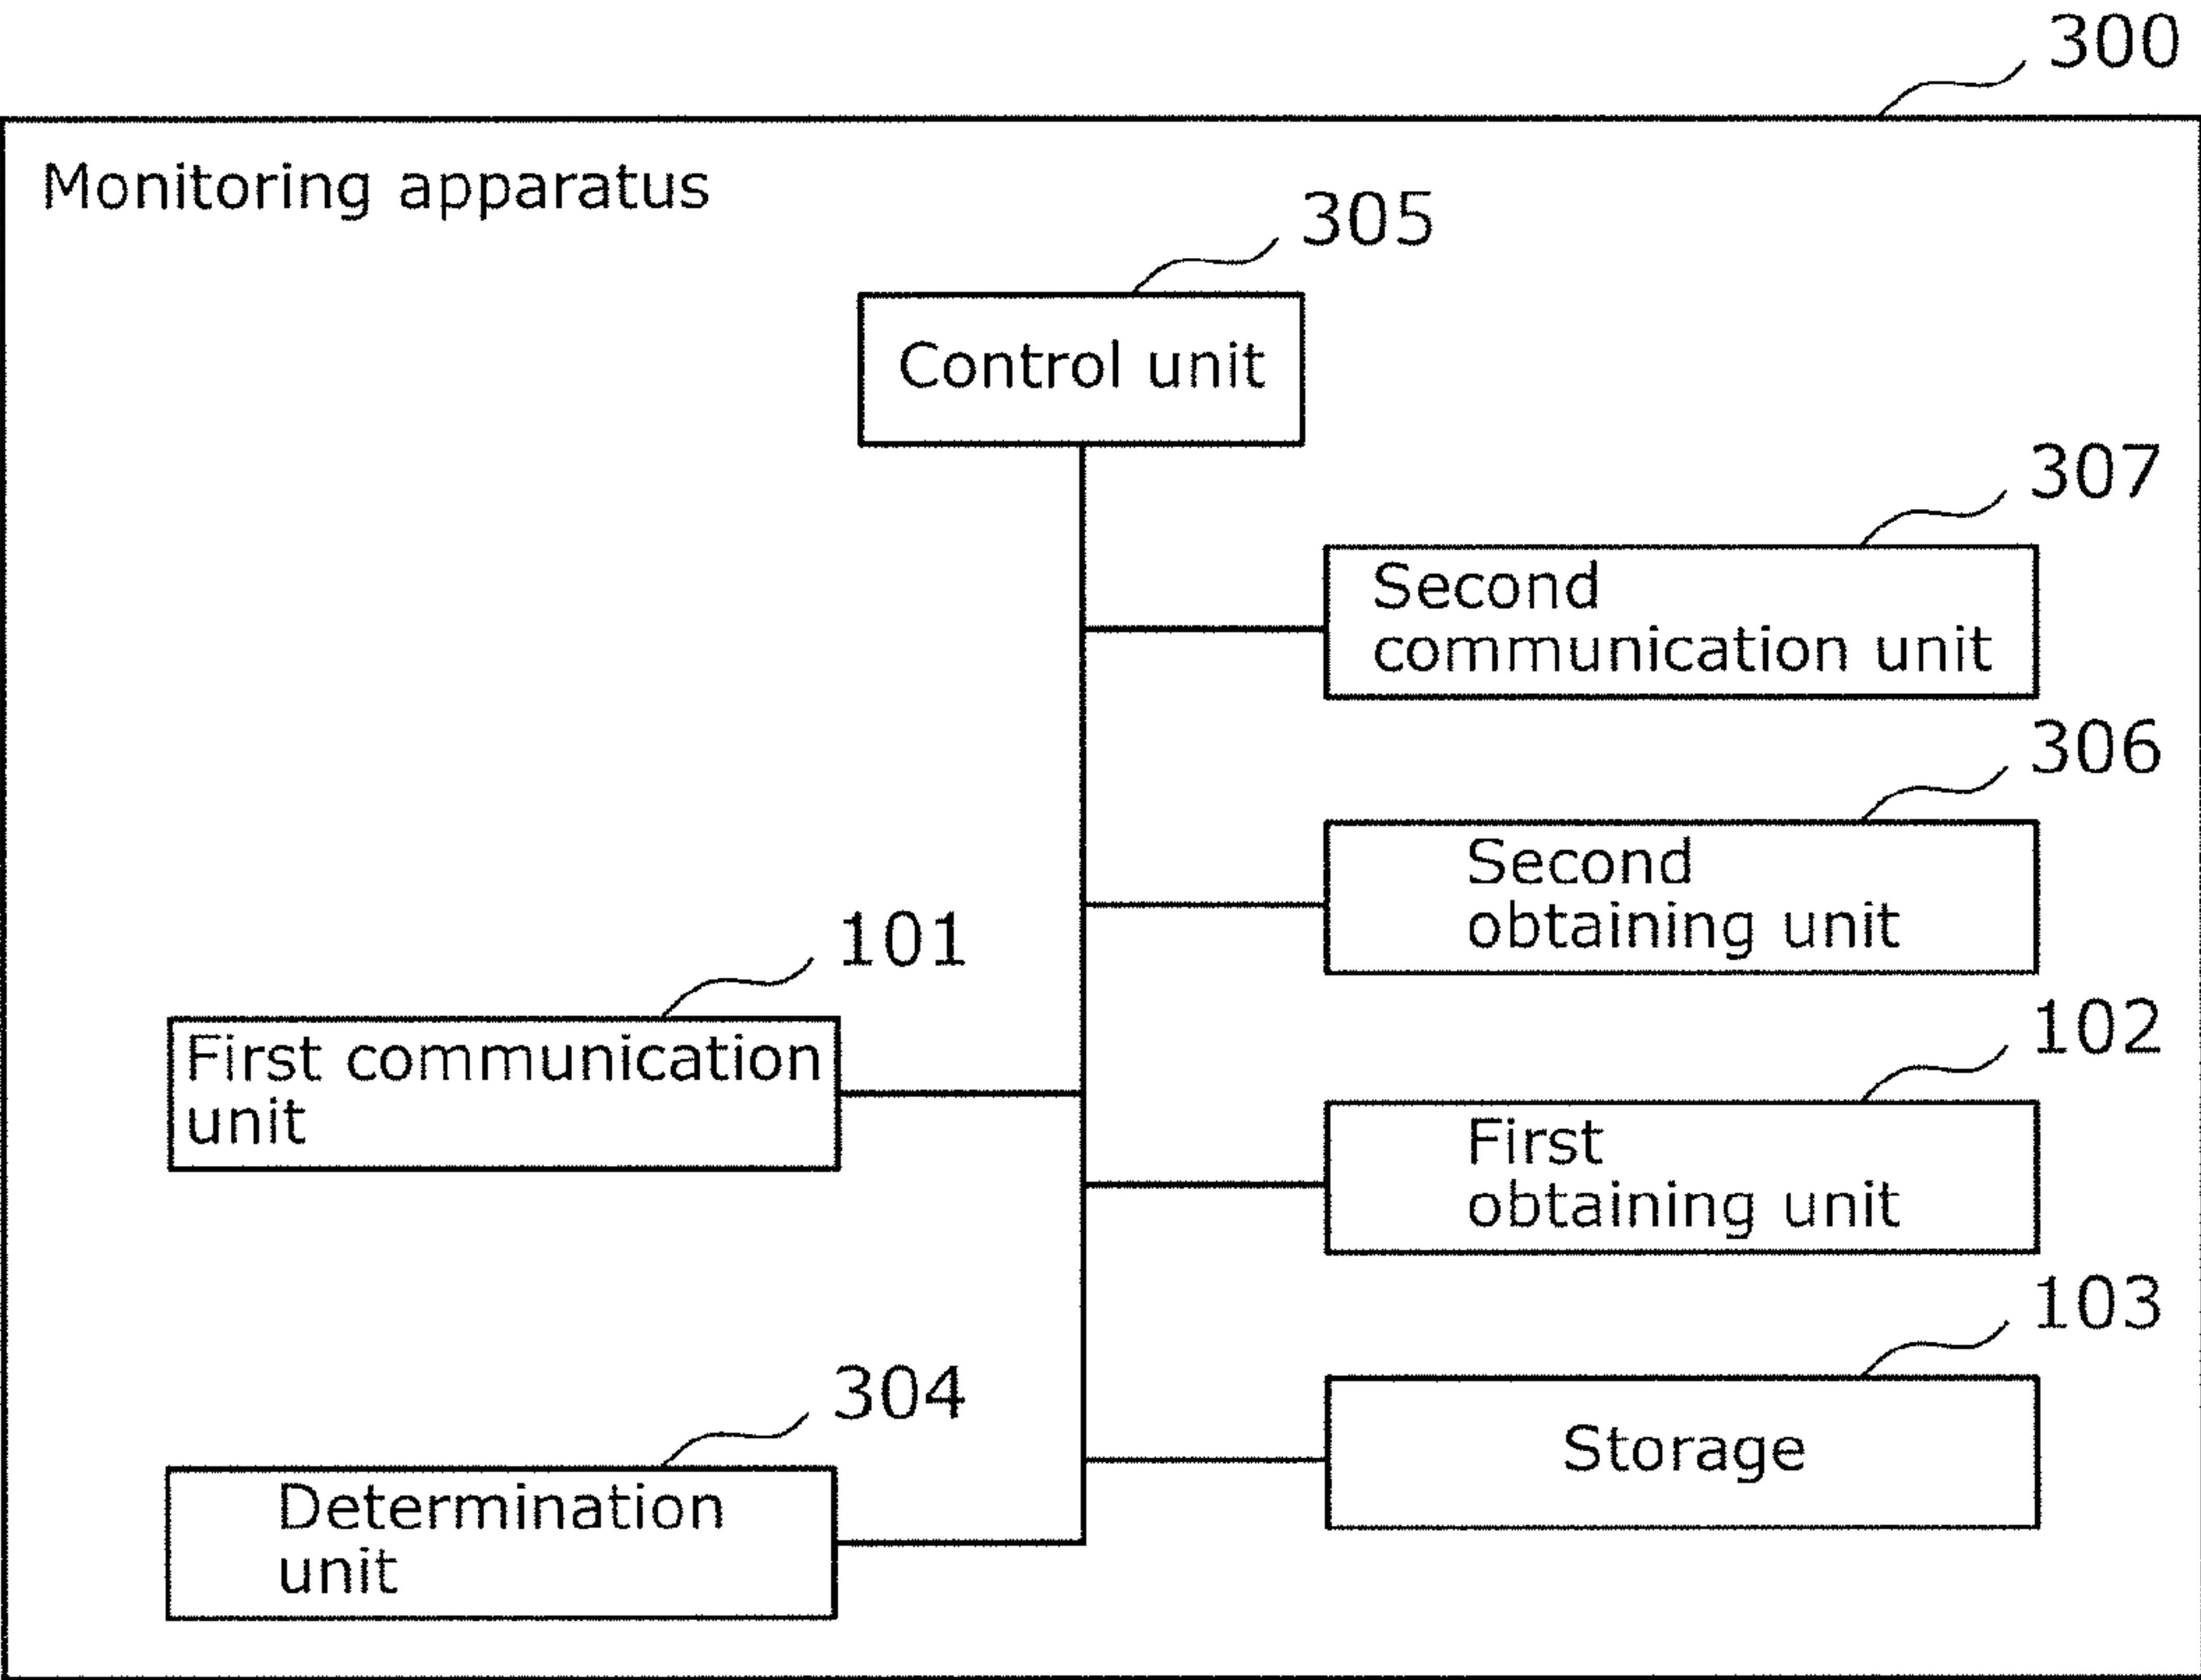 300
Monitoring apparatus
305
Control unit
307
Second
communication unit
306
Second
obtaining unit
101
First communication
unit
102
First
obtaining unit
103
Storage
304
Determination
unit